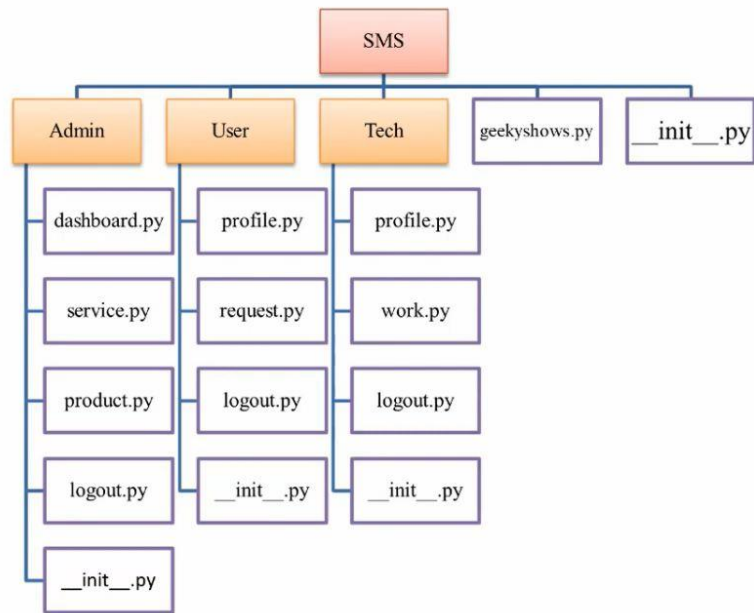 SMS
Admin
User
Tech
geekyshows.py
__init__.py
dashboard.py
profile.py
profile.py
service.py
request.py
work.py
product.py
logout.py
logout.py
logout.py
__init__.py
__init__.py
__init__.py